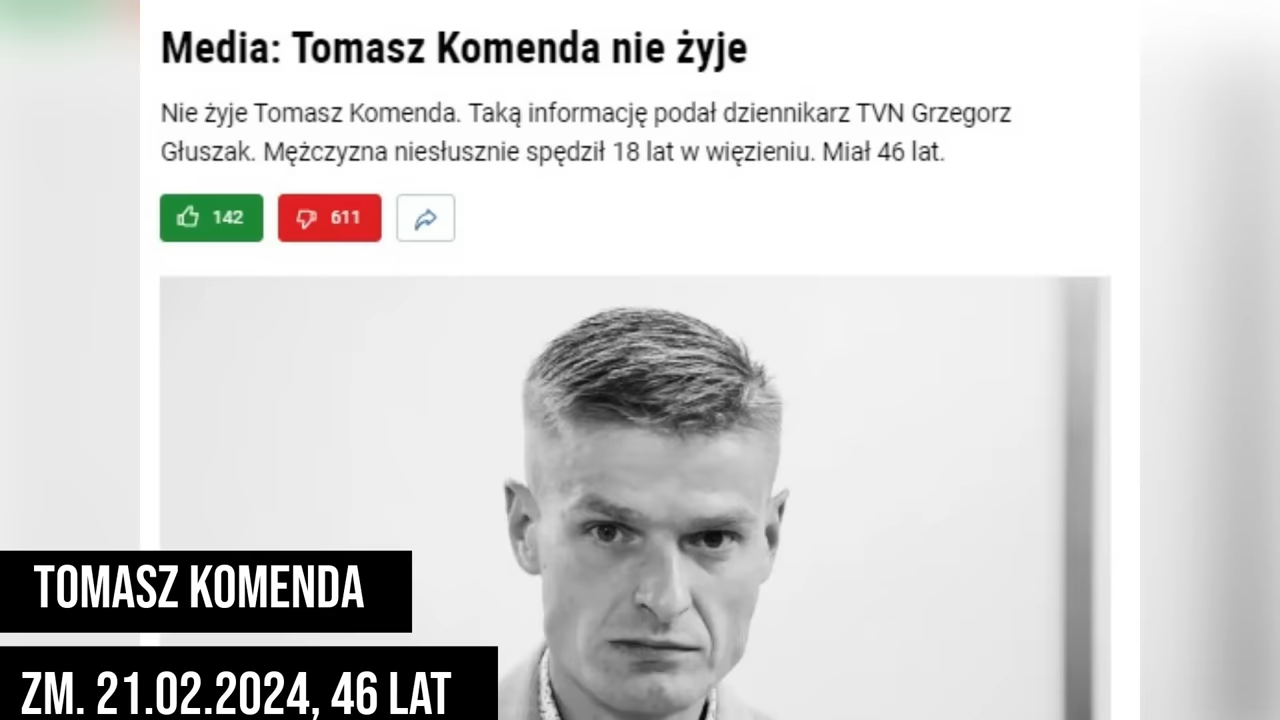 Media: Tomasz Komenda nie żyje
Nie żyje Tomasz Komenda. Taką informację podał dziennikarz TVN Grzegorz
Głuszak. Mężczyzna niesłusznie spędził 18 lat w więzieniu. Miał 46 lat.
142 611
TOMASZ KOMENDA
ZM. 21.02.2024, 46 LAT